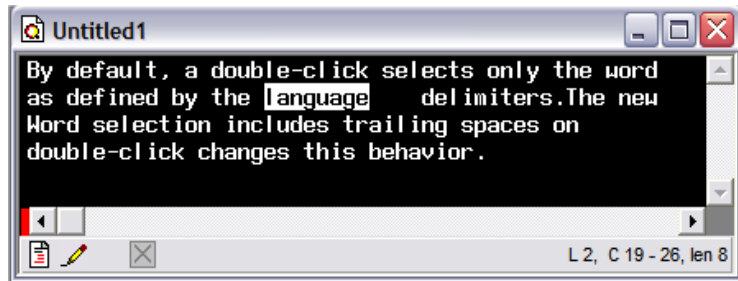 Untitled1
By default, a double-click selects only the word
as defined by the language    delimiters.The new
Word selection includes trailing spaces on
double-click changes this behavior.
L 2, C 19 - 26, len 8